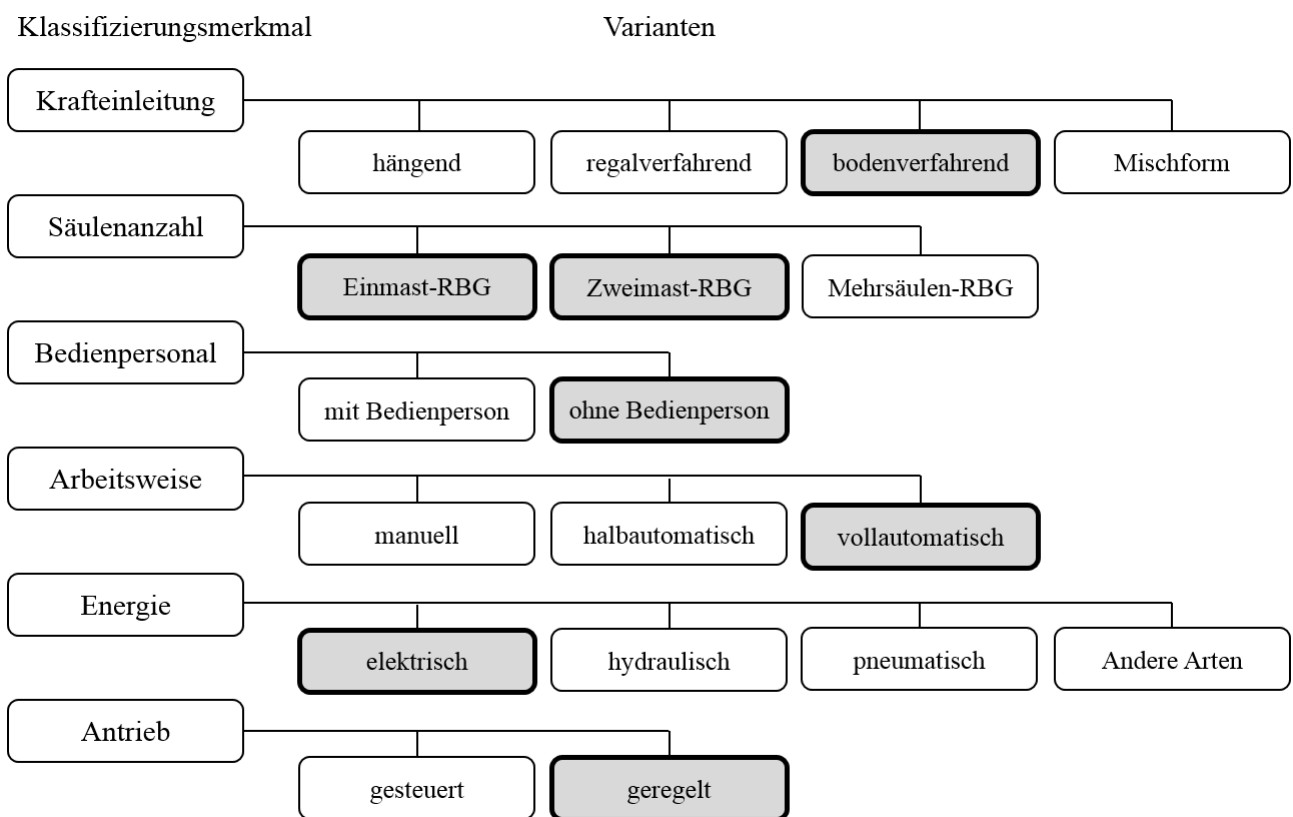 Klassifizierungsmerkmal
Varianten
Krafteinleitung
hängend
regalverfahrend
bodenverfahrend
Mischform
Säulenanzahl
Einmast-RBG
Zweimast-RBG
Mehrsäulen-RBG
Bedienpersonal
mit Bedienperson
ohne Bedienperson
Arbeitsweise
manuell
halbautomatisch
vollautomatisch
Energie
elektrisch
hydraulisch
pneumatisch
Andere Arten
Antrieb
gesteuert
geregelt